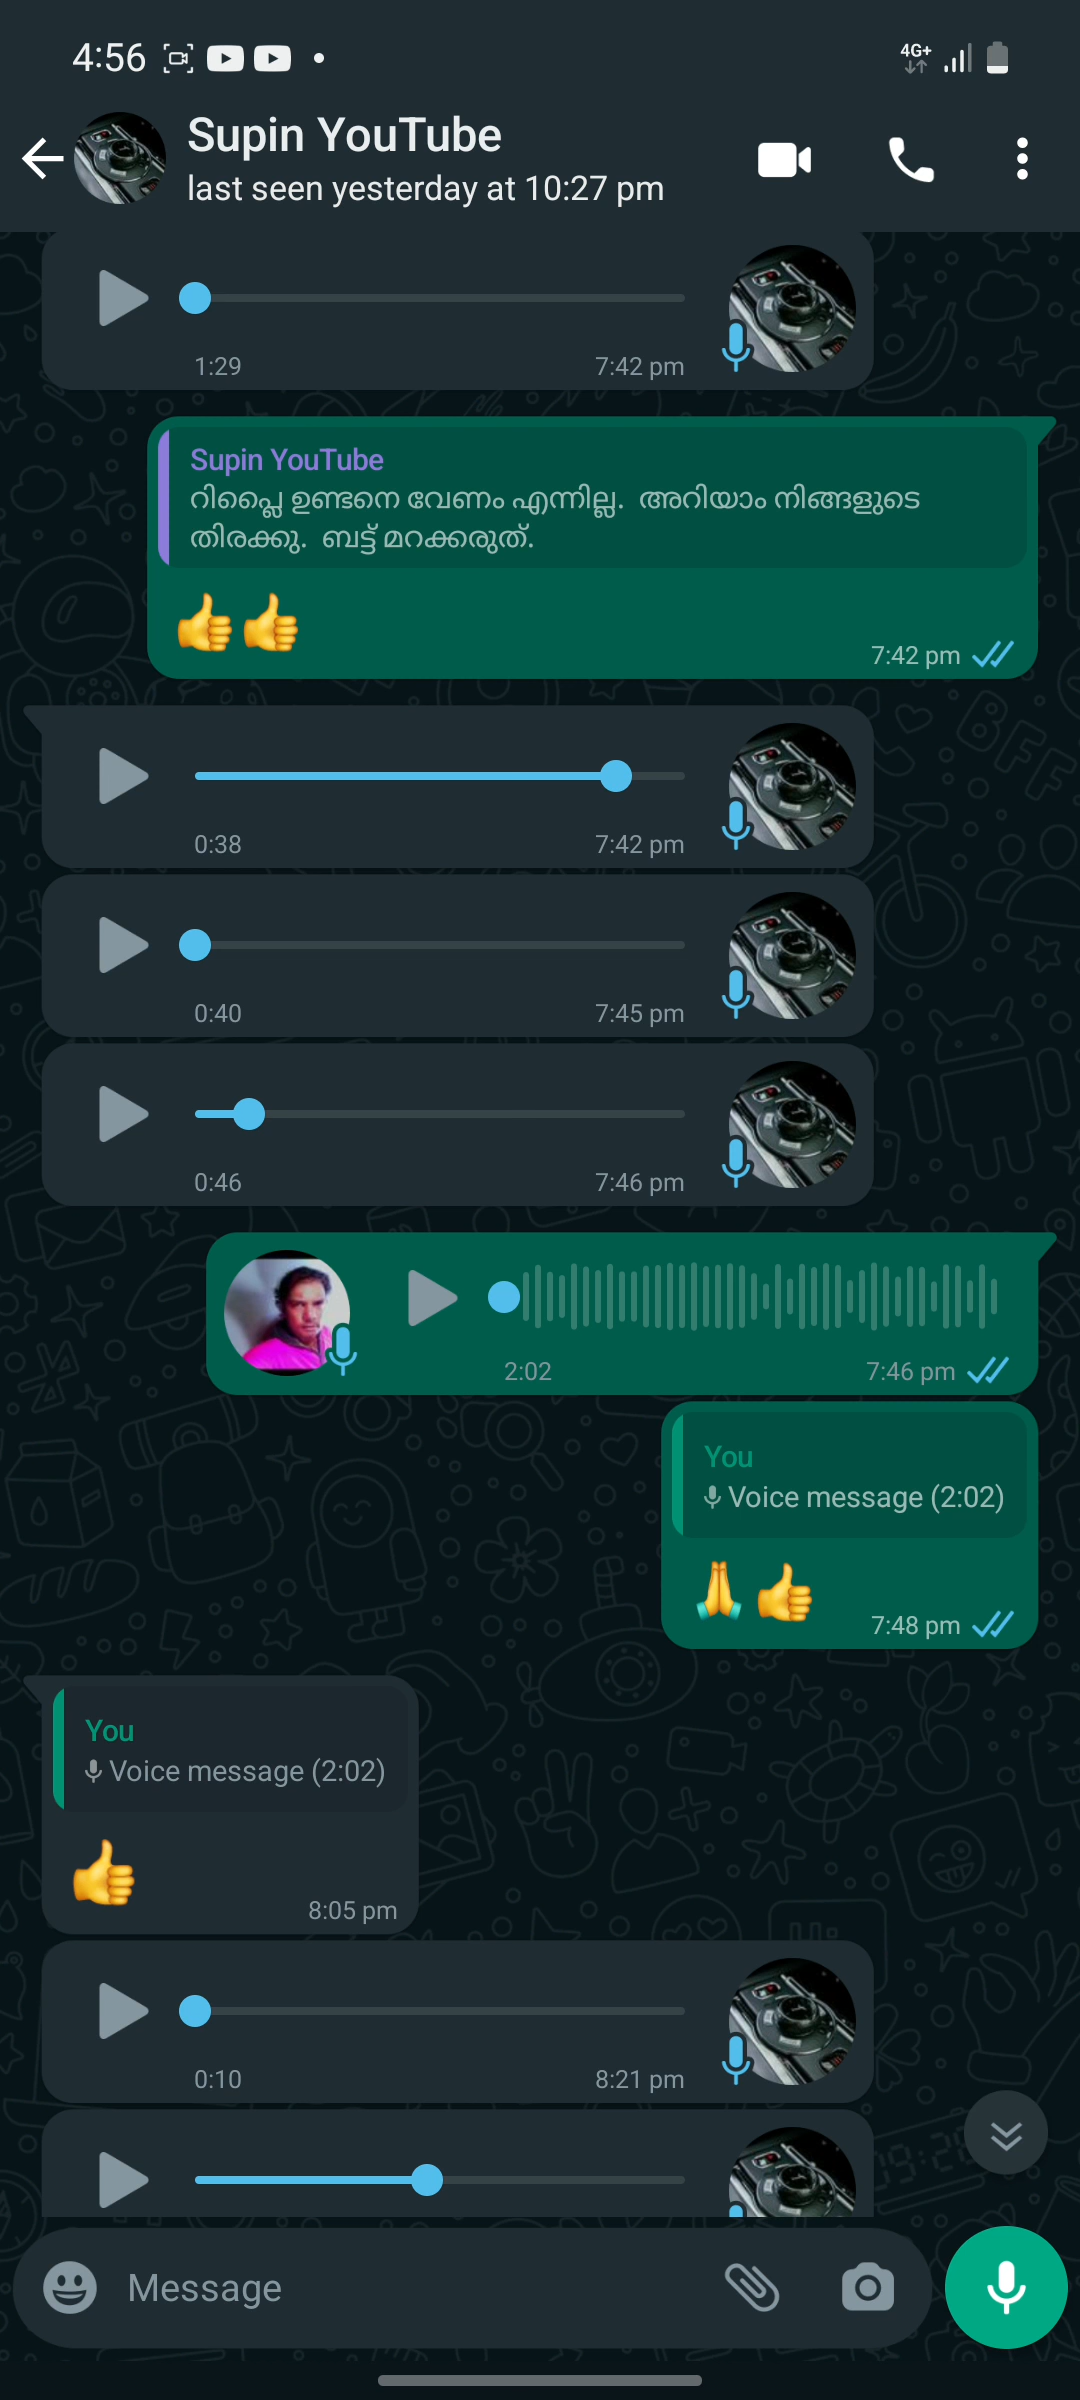 4:56
4G+
Supin YouTube
last seen yesterday at 10:27 pm
1:29
7:42 pm
Supin YouTube
റിപ്ലൈ ഉണ്ടനെ വേണം എന്നില്ല. അറിയാം നിങ്ങളുടെ
തിരക്കു. ബട്ട് മറക്കരുത്.
👍👍
7:42 pm
0:38
7:42 pm
0:40
7:45 pm
0:46
7:46 pm
2:02
7:46 pm
You
Voice message (2:02)
🙏👍
7:48 pm
You
Voice message (2:02)
👍
8:05 pm
0:10
8:21 pm
Message